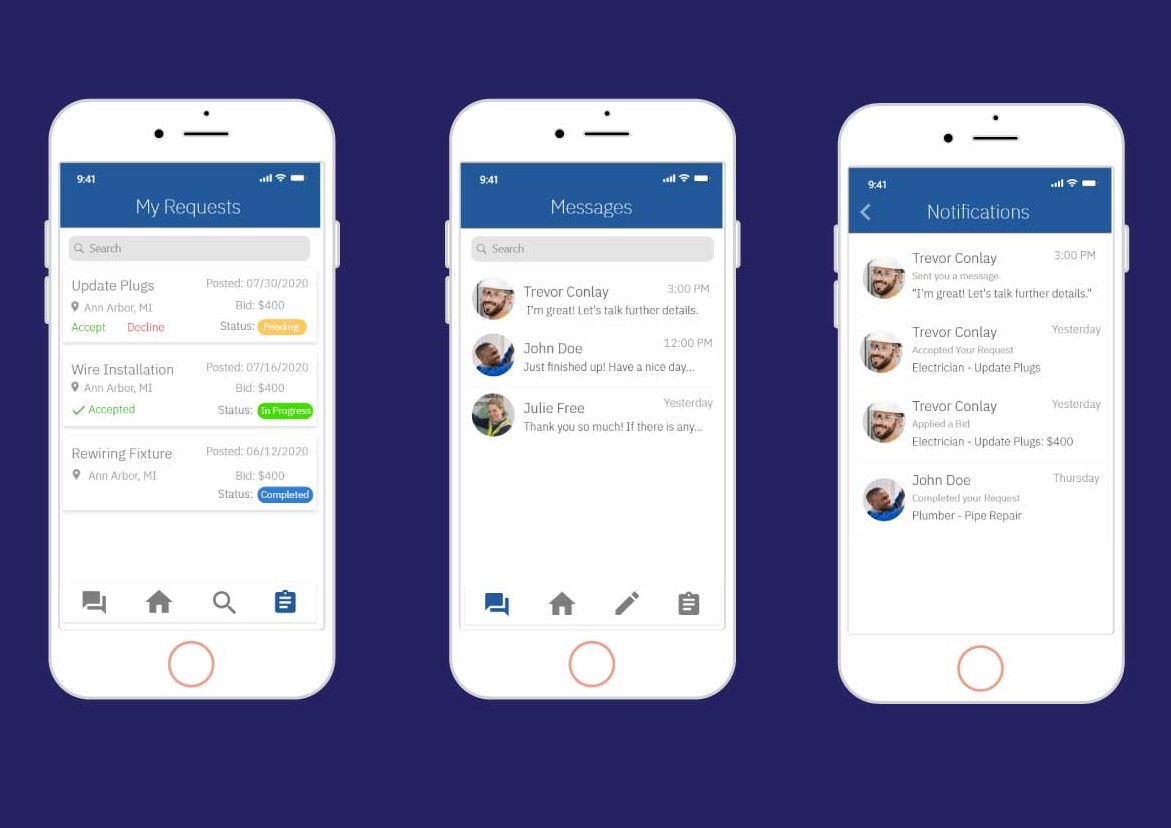 9:41
My Requests
Search
Update Plugs
Posted: 07/30/2020
Ann Arbor, MI
Bid: $400
Accept
Decline
Status: Pending
Wire Installation
Posted: 07/16/2020
Ann Arbor, MI
Bid: $400
Accepted
Status: In Progress
Rewiring Fixture
Posted: 06/12/2020
Ann Arbor, MI
Bid: $400
Status: Completed
9:41
Messages
Search
Trevor Conlay
3:00 PM
I'm great! Let's talk further details.
John Doe
12:00 PM
Just finished up! Have a nice day...
Julie Free
Yesterday
Thank you so much! If there is any...
9:41
Notifications
Trevor Conlay
3:00 PM
Sent you a message
"I'm great! Let's talk further details."
Trevor Conlay
Yesterday
Accepted Your Request
Electrician - Update Plugs
Trevor Conlay
Yesterday
Applied a Bid
Electrician - Update Plugs: $400
John Doe
Thursday
Completed your Request
Plumber - Pipe Repair